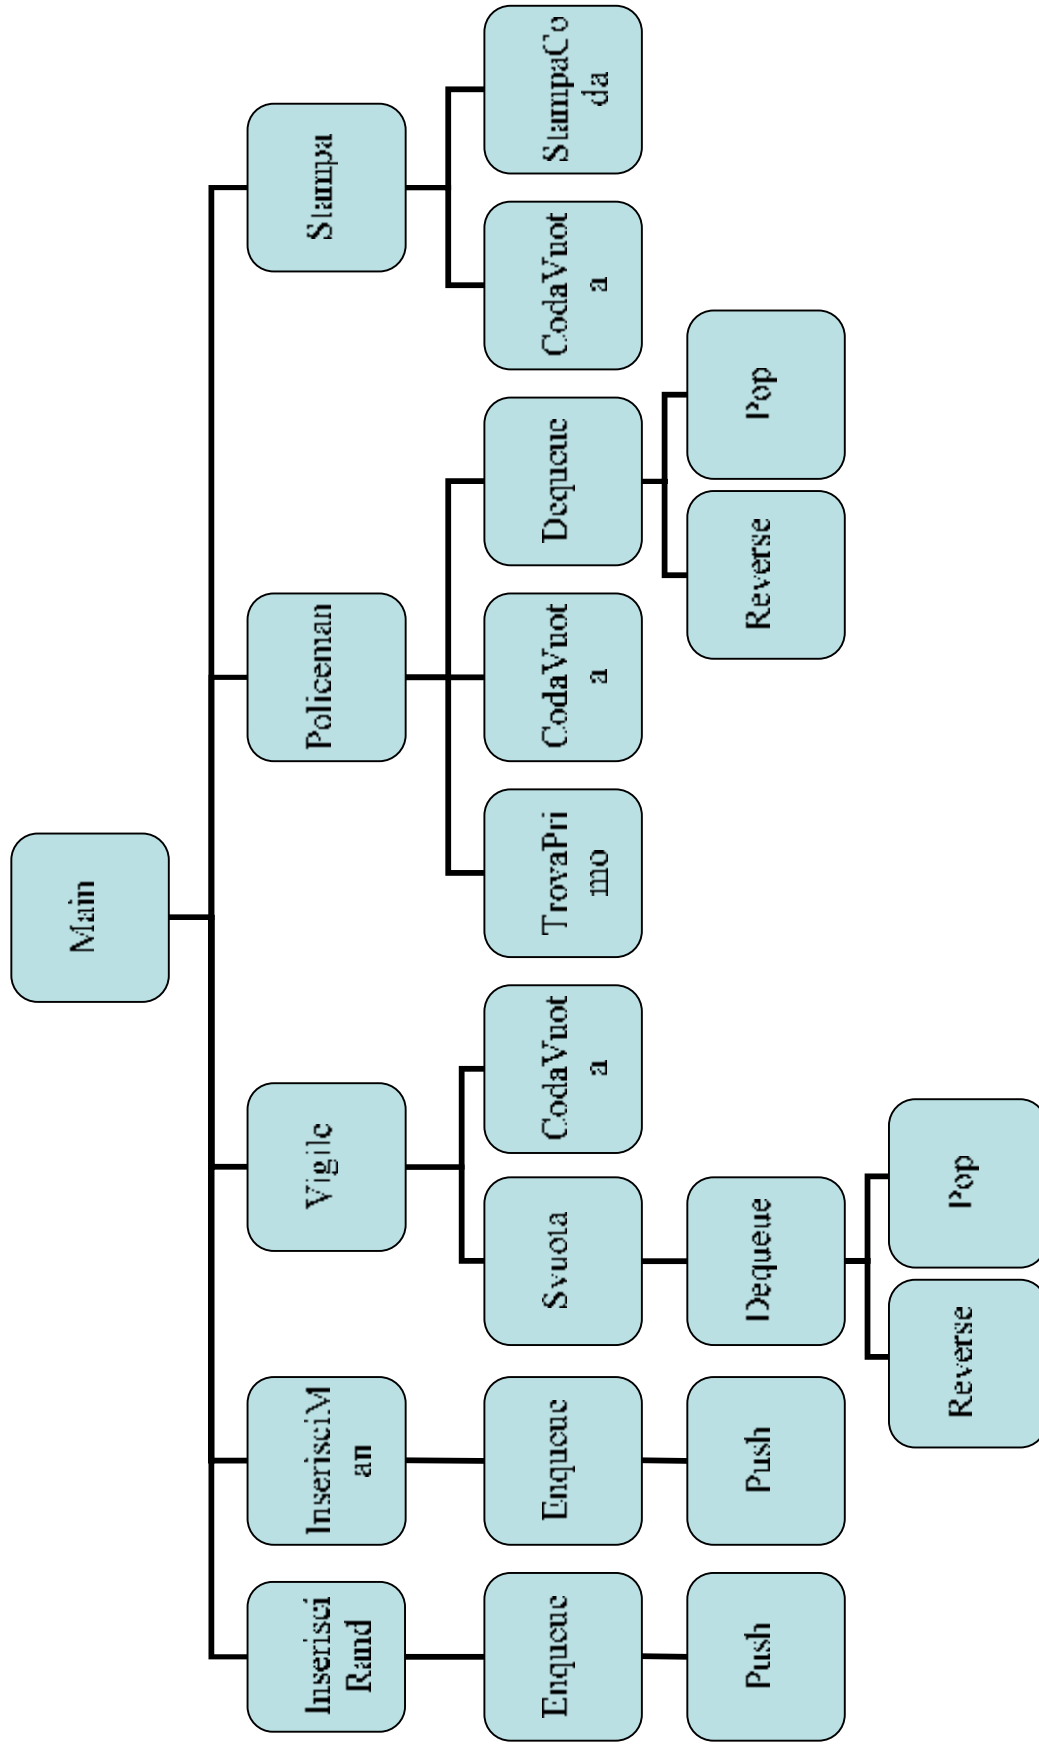 Main
Inserisci
Rand
InserisciM
an
Vigile
Policeman
Stampa
Enqueue
Enqueue
Svuota
CodaVuot
a
TrovaPri
mo
CodaVuot
a
Dequeue
CodaVuot
a
StampaCo
da
Push
Push
Dequeue
Reverse
Pop
Reverse
Pop